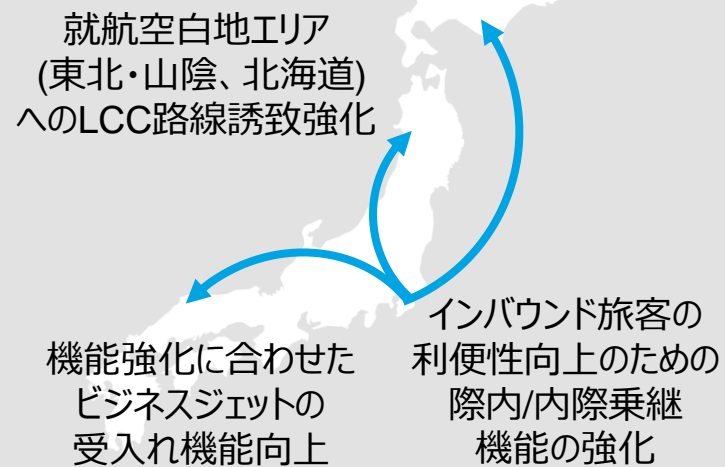 就航空白地エリア
(東北・山陰、北海道)
へのLCC路線誘致強化
機能強化に合わせた
ビジネスジェットの
受入れ機能向上
インバウンド旅客の
利便性向上のための
際内/内際乗継
機能の強化